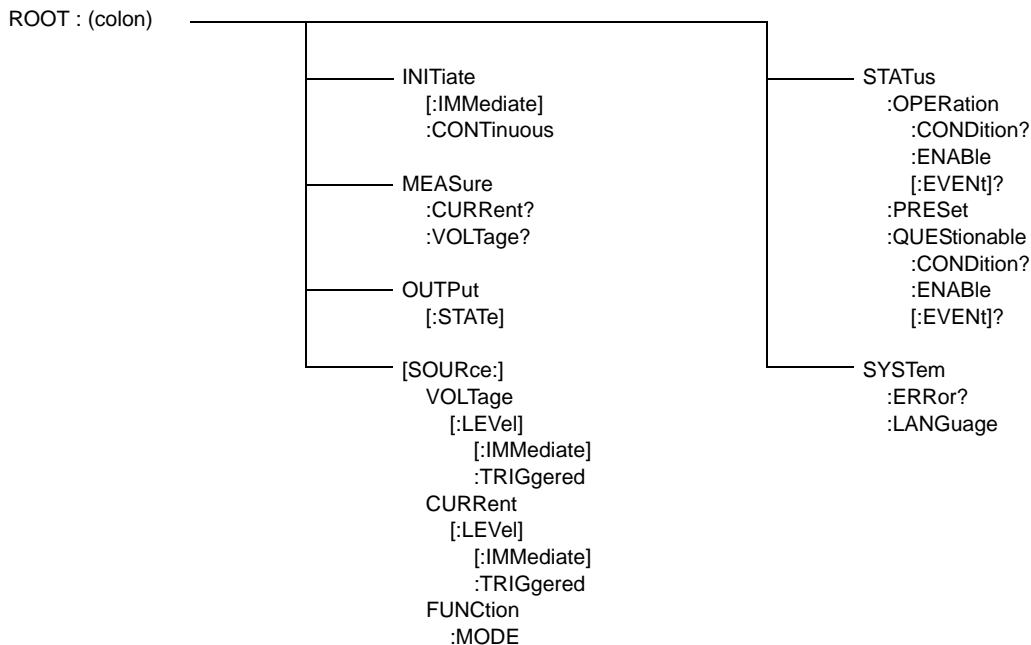 ROOT : (colon)
INITiate
[:IMMediate]
:CONTinuous
MEASure
:CURRent?
:VOLTage?
OUTPut
[:STATe]
[SOURce:]
VOLTage
[:LEVel]
[:IMMediate]
:TRIGgered
CURRent
[:LEVel]
[:IMMediate]
:TRIGgered
FUNCtion
:MODE
STATus
:OPERation
:CONDition?
:ENABle
[:EVENt]?
:PRESet
:QUEStionable
:CONDition?
:ENABle
[:EVENt]?
SYSTem
:ERRor?
:LANGuage